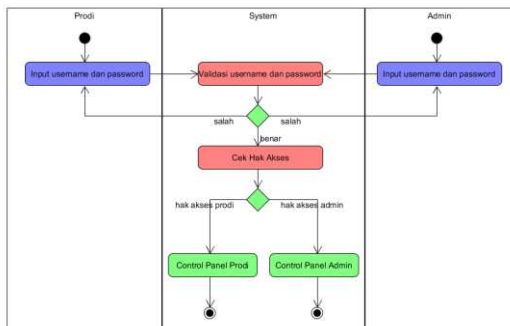 Prodi
System
Admin
Input username dan password
Validasi username dan password
Input username dan password
salah
salah
benar
Cek Hak Akses
hak akses prodi
hak akses admin
Control Panel Prodi
Control Panel Admin